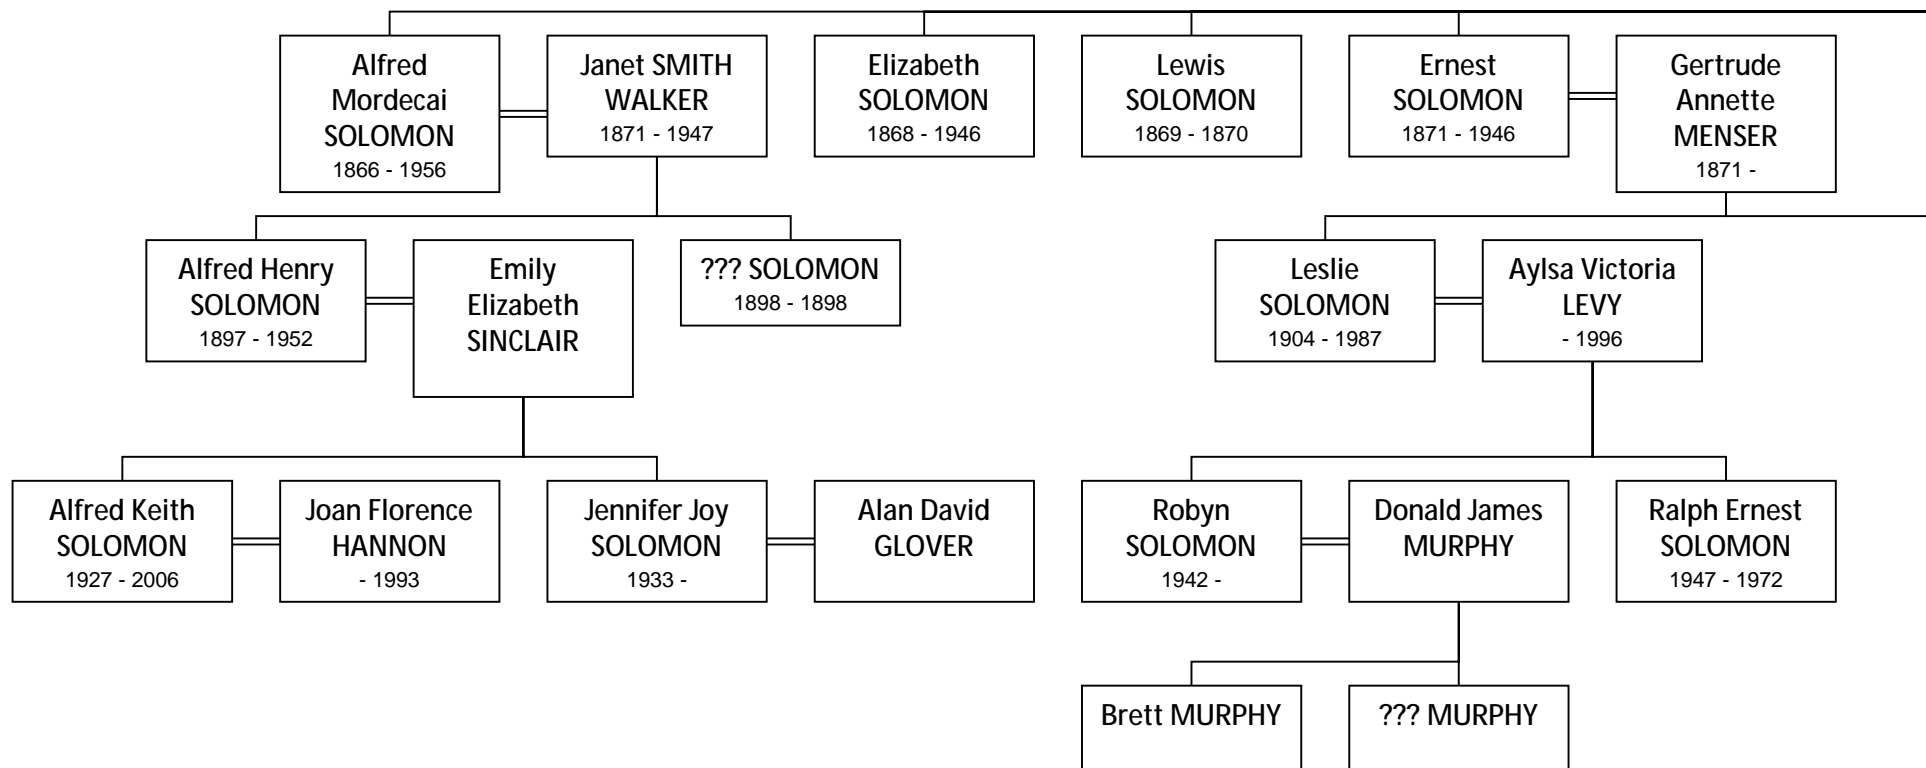 Alfred
Mordecai
SOLOMON
1866 - 1956
Janet SMITH
WALKER
1871 - 1947
Elizabeth
SOLOMON
1868 - 1946
Lewis
SOLOMON
1869 - 1870
Ernest
SOLOMON
1871 - 1946
Gertrude
Annette
MENSER
1871 -
Alfred Henry
SOLOMON
1897 - 1952
Emily
Elizabeth
SINCLAIR
??? SOLOMON
1898 - 1898
Leslie
SOLOMON
1904 - 1987
Aylsa Victoria
LEVY
- 1996
Alfred Keith
SOLOMON
1927 - 2006
Joan Florence
HANNON
- 1993
Jennifer Joy
SOLOMON
1933 -
Alan David
GLOVER
Robyn
SOLOMON
1942 -
Donald James
MURPHY
Ralph Ernest
SOLOMON
1947 - 1972
Brett MURPHY
??? MURPHY